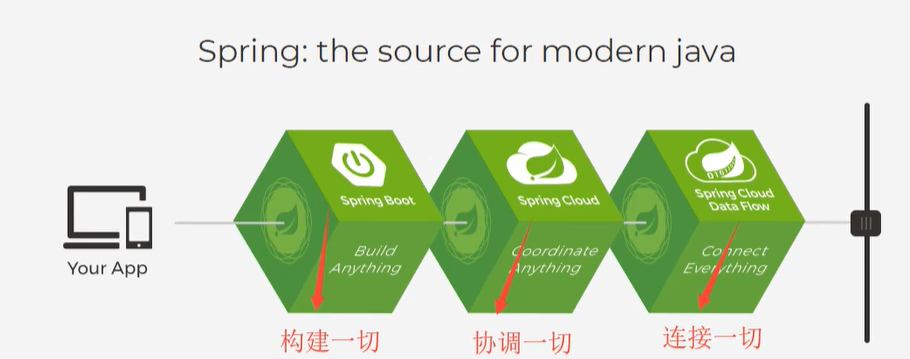 Spring: the source for modern java
Spring Boot
Spring Cloud
Spring Cloud
Data Flow
Build
Anything
Coordinate
Anything
Connect
Everything
Your App
构建一切
协调一切
连接一切